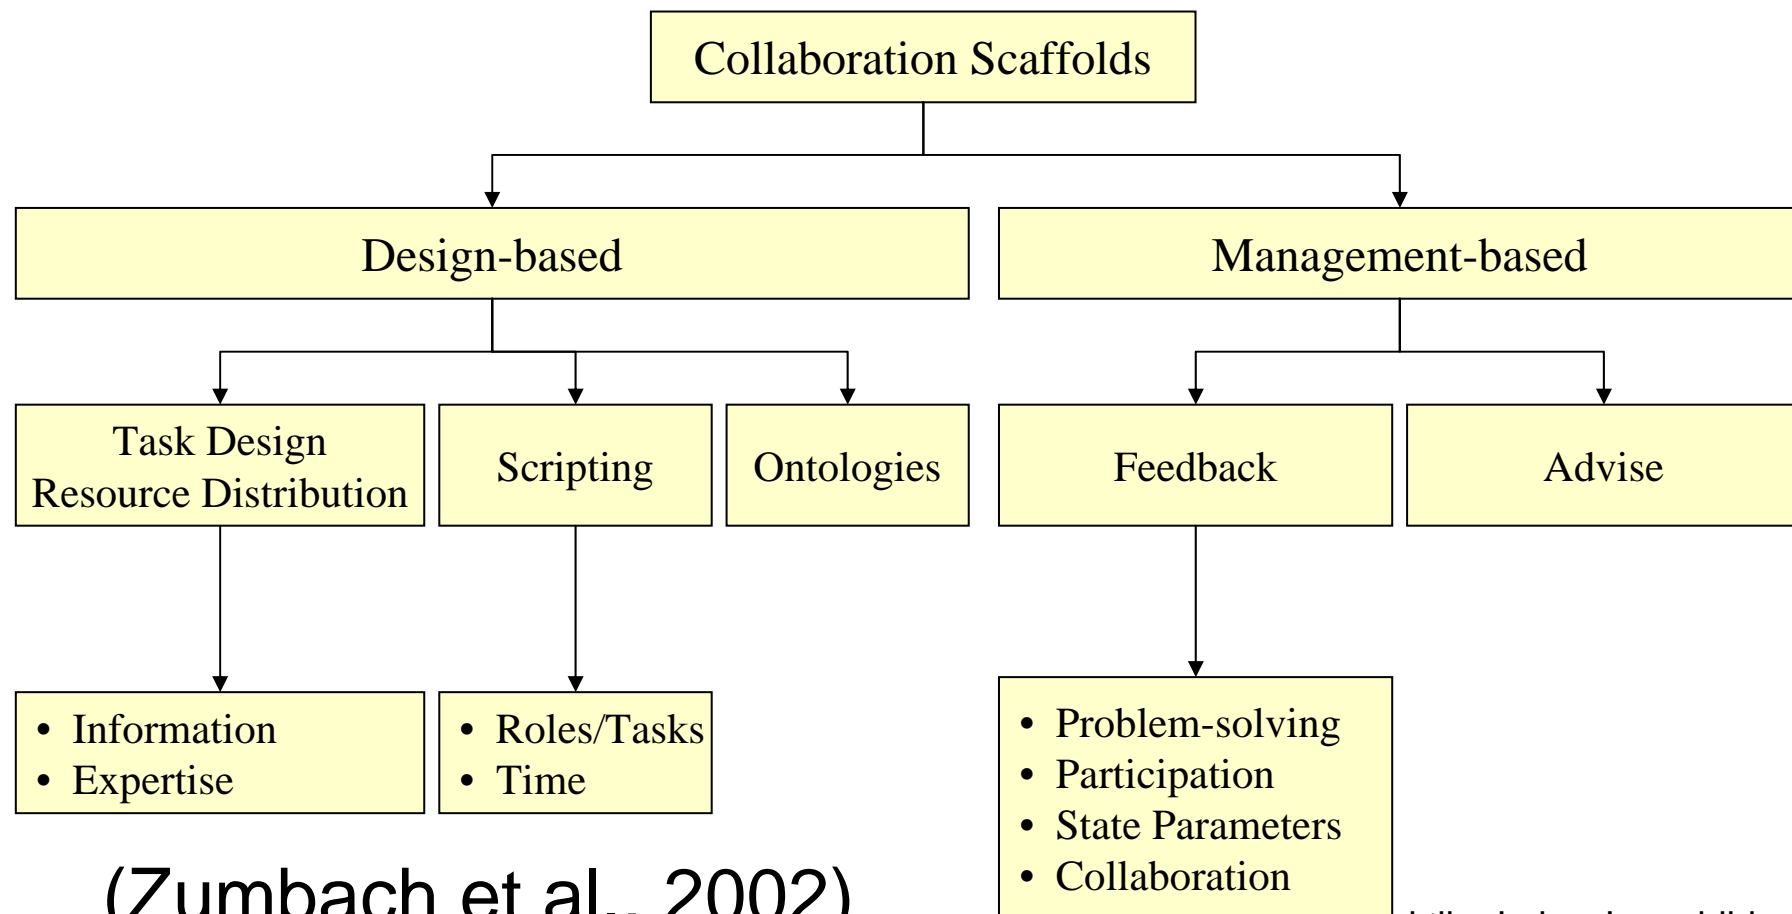 Collaboration Scaffolds
Design-based
Management-based
Task Design
Resource Distribution
Scripting
Ontologies
Feedback
Advise
• Information
• Expertise
• Roles/Tasks
• Time
• Problem-solving
• Participation
• State Parameters
• Collaboration
(Zumbach et al., 2002)